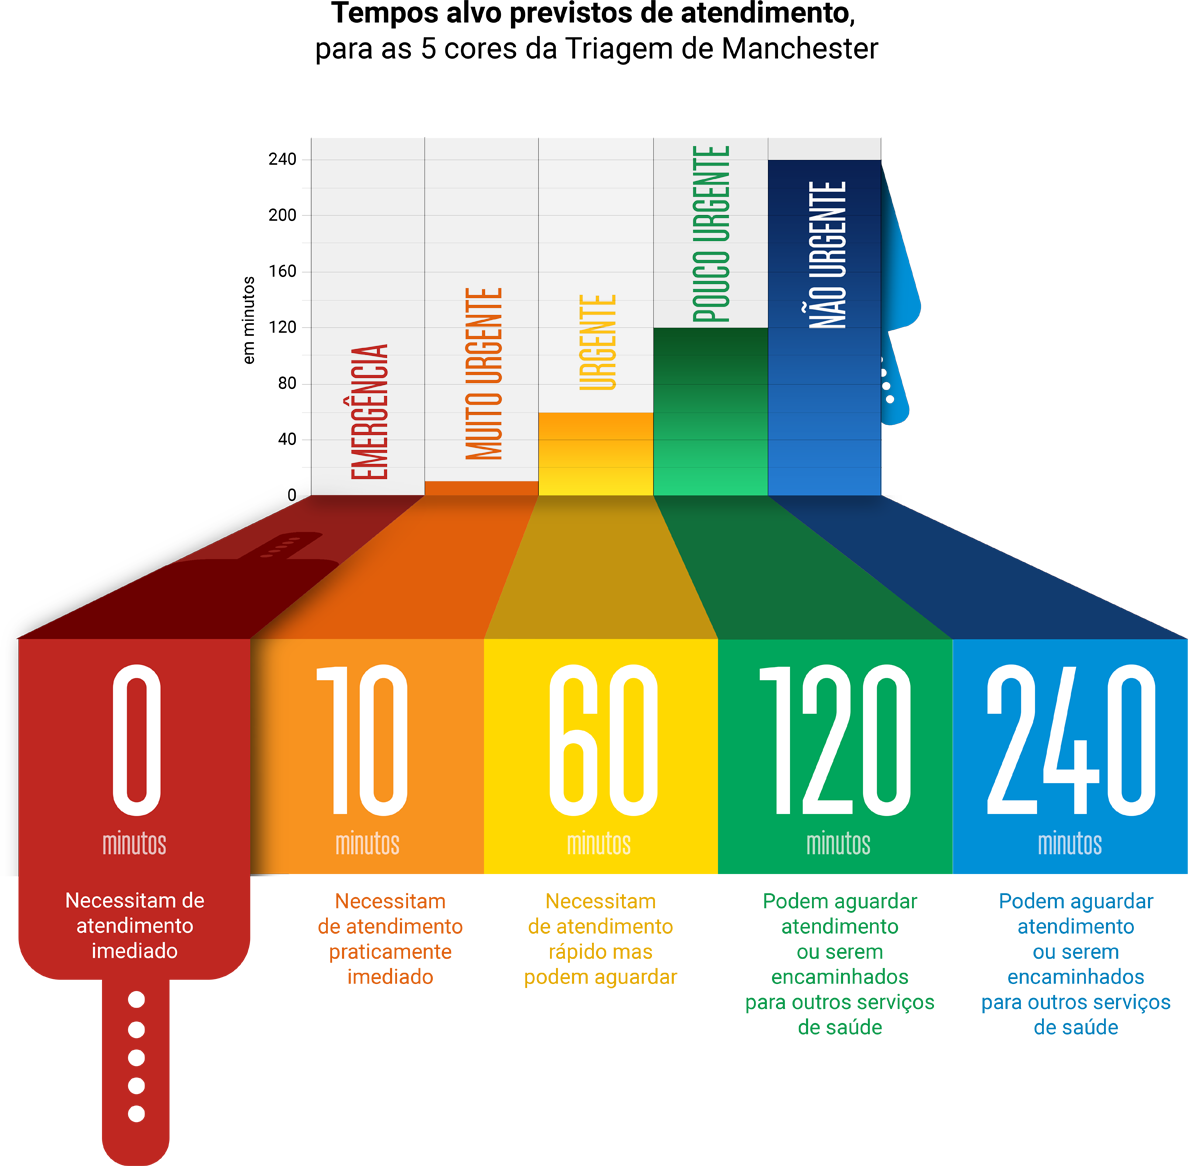 Tempos alvo previstos de atendimento,
para as 5 cores da Triagem de Manchester
em minutos
240
200
160
120
80
40
0
EMERGÊNCIA
MUITO URGENTE
URGENTE
POUCO URGENTE
NÃO URGENTE
0
minutos
Necessitam de
atendimento
imediado
10
minutos
Necessitam
de atendimento
praticamente
imediado
60
minutos
Necessitam
de atendimento
rápido mas
podem aguardar
120
minutos
Podem aguardar
atendimento
ou serem
encaminhados
para outros serviços
de saúde
240
minutos
Podem aguardar
atendimento
ou serem
encaminhados
para outros serviços
de saúde